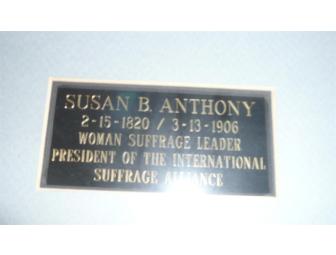 SUSAN B. ANTHONY
2-15-1820 / 3-13-1906
WOMAN SUFFRAGE LEADER
PRESIDENT OF THE INTERNATIONAL
SUFFRAGE ALLIANCE